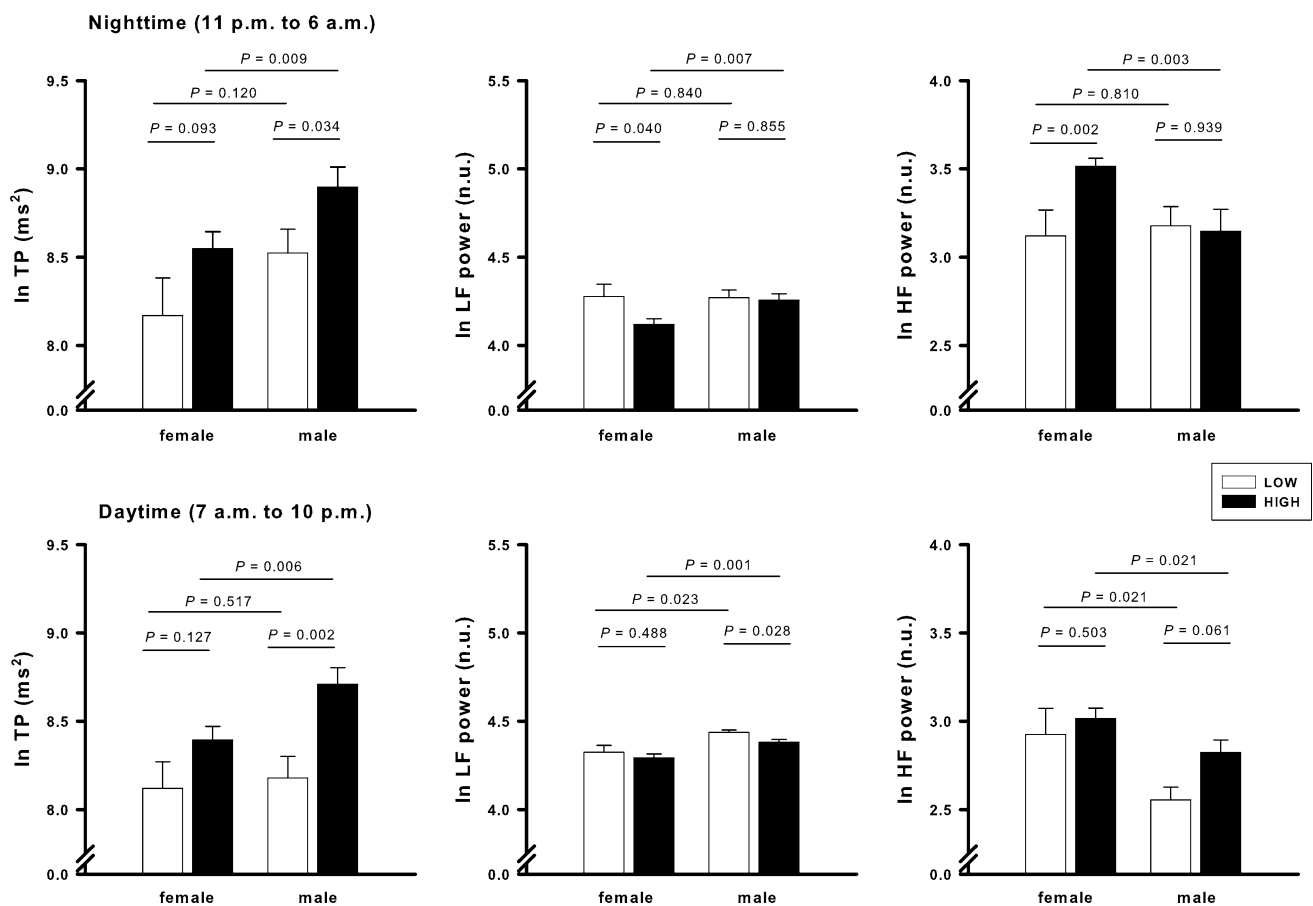 Nighttime (11 p.m. to 6 a.m.)
P = 0.009
P = 0.120
P = 0.093
P = 0.034
9.5
9.0
8.5
8.0
0.0
ln TP (ms²)
female
male
P = 0.007
P = 0.840
P = 0.040
P = 0.855
5.5
5.0
4.5
4.0
0.0
ln LF power (n.u.)
female
male
P = 0.003
P = 0.810
P = 0.002
P = 0.939
4.0
3.5
3.0
2.5
0.0
ln HF power (n.u.)
female
male
LOW
HIGH
Daytime (7 a.m. to 10 p.m.)
P = 0.006
P = 0.517
P = 0.127
P = 0.002
9.5
9.0
8.5
8.0
0.0
ln TP (ms²)
female
male
P = 0.001
P = 0.023
P = 0.488
P = 0.028
5.5
5.0
4.5
4.0
0.0
ln LF power (n.u.)
female
male
P = 0.021
P = 0.021
P = 0.503
P = 0.061
4.0
3.5
3.0
2.5
0.0
ln HF power (n.u.)
female
male